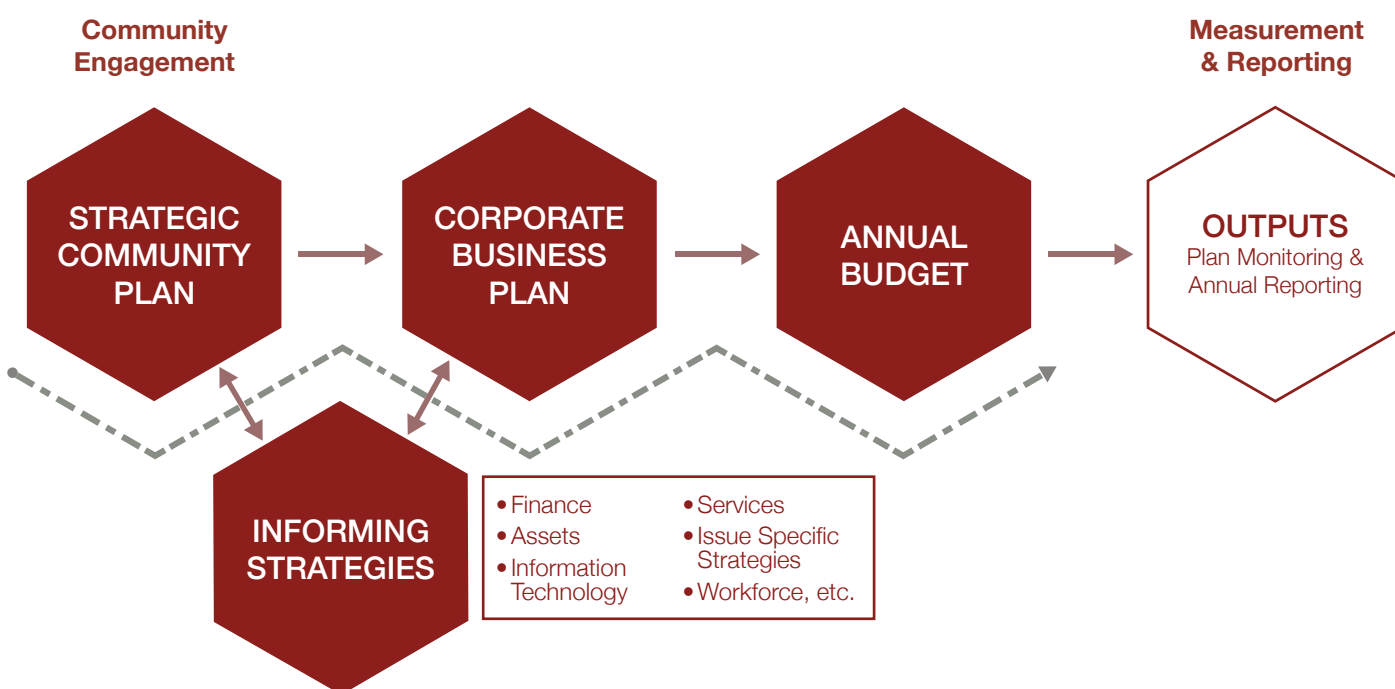 Community
Engagement
Measurement
& Reporting
STRATEGIC
COMMUNITY
PLAN
CORPORATE
BUSINESS
PLAN
ANNUAL
BUDGET
OUTPUTS
Plan Monitoring &
Annual Reporting
INFORMING
STRATEGIES
• Finance
• Assets
• Information
Technology
• Services
• Issue Specific
Strategies
• Workforce, etc.